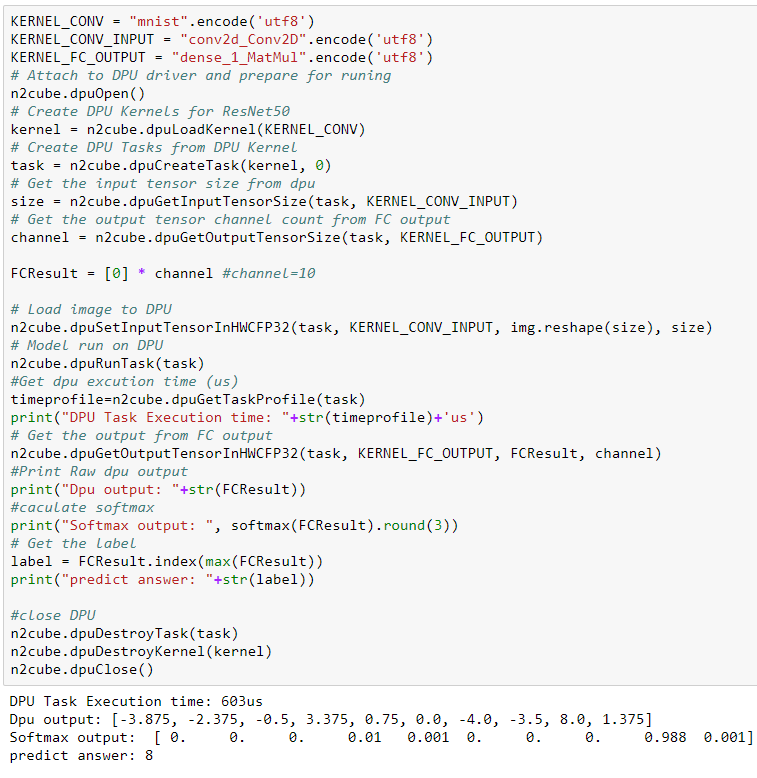 KERNEL_CONV = "mnist".encode('utf8')
KERNEL_CONV_INPUT = "conv2d_Conv2D".encode('utf8')
KERNEL_FC_OUTPUT = "dense_1_MatMul".encode('utf8')
# Attach to DPU driver and prepare for runing
n2cube.dpuOpen()
# Create DPU Kernels for ResNet50
kernel = n2cube.dpuLoadKernel(KERNEL_CONV)
# Create DPU Tasks from DPU Kernel
task = n2cube.dpuCreateTask(kernel, 0)
# Get the input tensor size from dpu
size = n2cube.dpuGetInputTensorSize(task, KERNEL_CONV_INPUT)
# Get the output tensor channel count from FC output
channel = n2cube.dpuGetOutputTensorSize(task, KERNEL_FC_OUTPUT)

FCResult = [0] * channel #channel=10

# Load image to DPU
n2cube.dpuSetInputTensorInHWCFP32(task, KERNEL_CONV_INPUT, img.reshape(size), size)
# Model run on DPU
n2cube.dpuRunTask(task)
#Get dpu excution time (us)
timeprofile=n2cube.dpuGetTaskProfile(task)
print("DPU Task Execution time: "+str(timeprofile)+'us')
# Get the output from FC output
n2cube.dpuGetOutputTensorInHWCFP32(task, KERNEL_FC_OUTPUT, FCResult, channel)
#Print Raw dpu output
print("Dpu output: "+str(FCResult))
#caculate softmax
print("Softmax output: ", softmax(FCResult).round(3))
# Get the label
label = FCResult.index(max(FCResult))
print("predict answer: "+str(label))

#close DPU
n2cube.dpuDestroyTask(task)
n2cube.dpuDestroyKernel(kernel)
n2cube.dpuClose()

DPU Task Execution time: 603us
Dpu output: [-3.875, -2.375, -0.5, 3.375, 0.75, 0.0, -4.0, -3.5, 8.0, 1.375]
Softmax output:  [ 0.     0.     0.     0.01   0.001  0.     0.     0.     0.988  0.001]
predict answer: 8